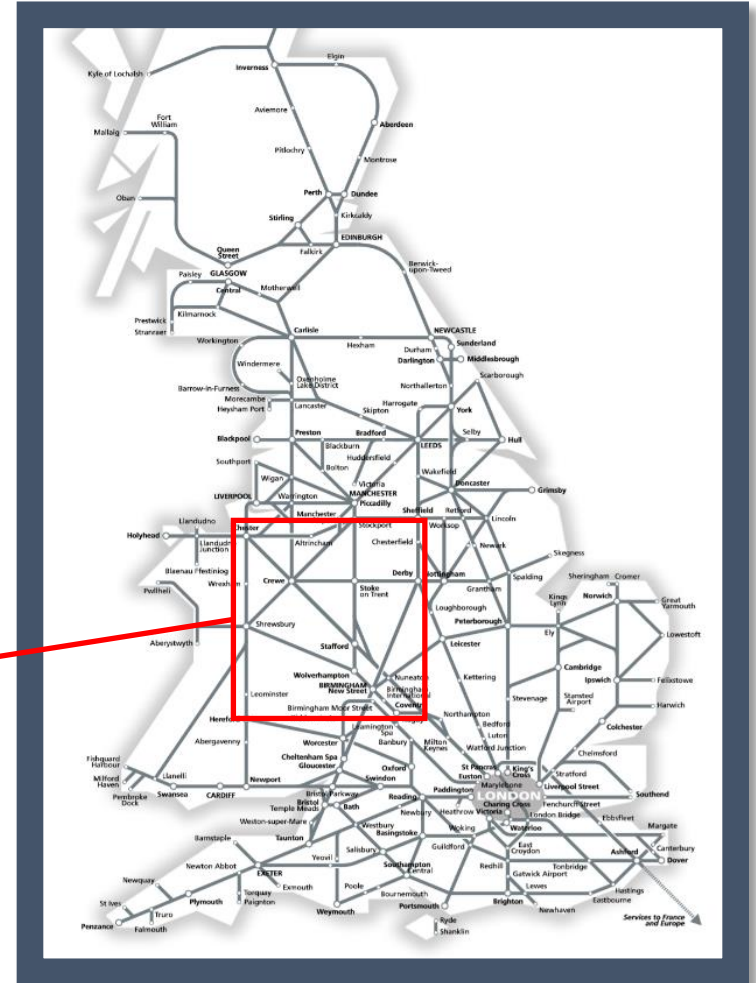 Elgin
Inverness
Kyle of Lochalsh
Aviemore
Fort
William
Mallaig
Aberdeen
Pitlochry
Montrose
Perth
Dundee
Oban
Stirling
Kirkcaldy
EDINBURGH
Queen
Street
Falkirk
Berwick-
upon-Tweed
Paisley
GLASGOW
Central
Motherwell
Prestwick
Kilmarnock
Stranraer
Carlisle
NEWCASTLE
Workington
Hexham
Sunderland
Durham
Darlington
Middlesbrough
Windermere
Scarborough
Oxenholme
Lake District
Northallerton
Barrow-in-Furness
Morecambe
Heysham Port
Lancaster
Harrogate
York
Skipton
Blackpool
Preston
Bradford
LEEDS
Selby
Hull
Blackburn
Huddersfield
Southport
Bolton
Wakefield
Wigan
Victoria
Doncaster
MANCHESTER
Piccadilly
Grimsby
LIVERPOOL
Warrington
Manchester
Sheffield
Retford
Lincoln
Llandudno
Chester
Stockport
Worksop
Holyhead
Llandudno
Junction
Altrincham
Chesterfield
Newark
Skegness
Blaenau Ffestiniog
Wrexham
Crewe
Stoke
on Trent
Derby
Nottingham
Grantham
Spalding
Sheringham
Cromer
Pwllheli
Kings
Lynn
Norwich
Great
Yarmouth
Loughborough
Peterborough
Shrewsbury
Ely
Lowestoft
Aberystwyth
Stafford
Leicester
Wolverhampton
Nuneaton
Cambridge
BIRMINGHAM
New Street
Birmingham
International
Kettering
Ipswich
Felixstowe
Leominster
Stevenage
Stansted
Airport
Harwich
Birmingham Moor Street
Coventry
Northampton
Hereford
Rugby
Bedford
Colchester
Leamington
Spa
Luton
Abergavenny
Worcester
Banbury
Milton
Keynes
Watford Junction
Chelmsford
Cheltenham Spa
Fishguard
Harbour
Gloucester
Oxford
St Pancras
King's
Cross
Stratford
Milford
Haven
Llanelli
Newport
Swindon
Euston
Marylebone
Liverpool Street
Pembroke
Dock
Swansea
CARDIFF
Bristol Parkway
Reading
Paddington
LONDON
Southend
Bristol
Temple Meads
Bath
Charing Cross
Fenchurch Street
Newbury
Heathrow
Victoria
London Bridge
Ebbsfleet
Weston-super-Mare
Westbury
Basingstoke
Woking
Waterloo
Margate
Barnstaple
Taunton
Salisbury
Guildford
East
Croydon
Canterbury
Yeovil
Redhill
Tonbridge
Ashford
Dover
Newton Abbot
EXETER
Southampton
Central
Gatwick Airport
Newquay
Exmouth
Poole
Bournemouth
Lewes
Hastings
St Ives
Plymouth
Torquay
Paignton
Weymouth
Portsmouth
Brighton
Eastbourne
Truro
Newhaven
Penzance
Falmouth
Ryde
Shanklin
Services to France
and Europe